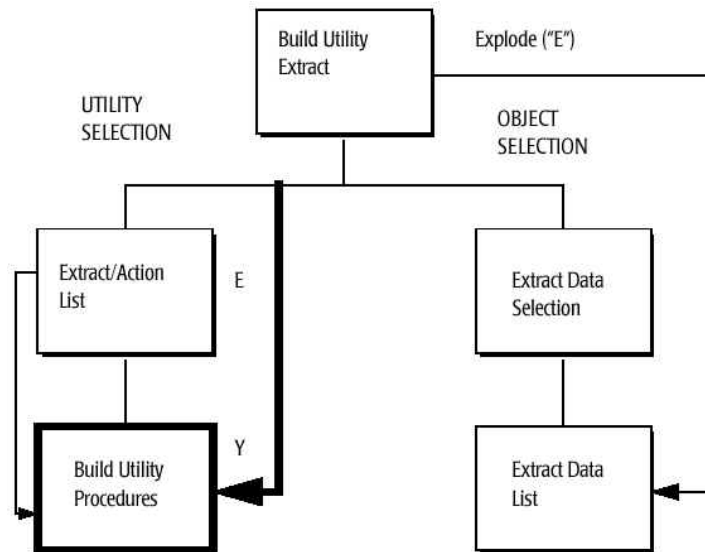 Build Utility
Extract
Explode ("E")
UTILITY
SELECTION
OBJECT
SELECTION
Extract/Action
List
E
Extract Data
Selection
Build Utility
Procedures
Y
Extract Data
List